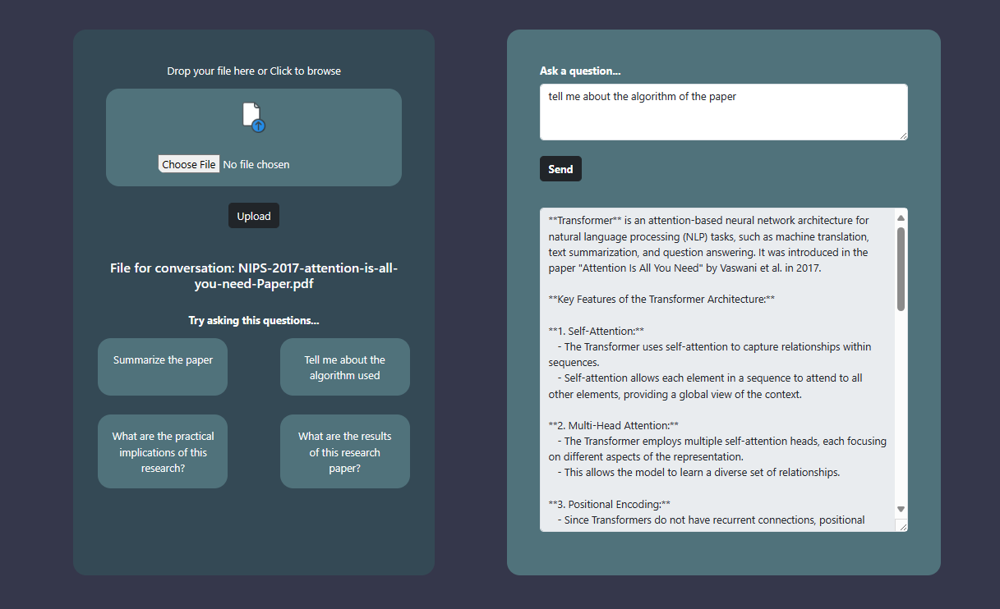 Drop your file here or Click to browse
Choose File No file chosen
Upload
File for conversation: NIPS-2017-attention-is-all-
you-need-Paper.pdf
Try asking this questions...
Summarize the paper
Tell me about the
algorithm used
What are the practical
implications of this
research?
What are the results
of this research
paper?
Ask a question...
tell me about the algorithm of the paper
Send
**Transformer** is an attention-based neural network architecture for
natural language processing (NLP) tasks, such as machine translation,
text summarization, and question answering. It was introduced in the
paper "Attention Is All You Need" by Vaswani et al. in 2017.
**Key Features of the Transformer Architecture:**
**1. Self-Attention:**
- The Transformer uses self-attention to capture relationships within
sequences.
- Self-attention allows each element in a sequence to attend to all
other elements, providing a global view of the context.
**2. Multi-Head Attention:**
- The Transformer employs multiple self-attention heads, each focusing
on different aspects of the representation.
- This allows the model to learn a diverse set of relationships.
**3. Positional Encoding:**
- Since Transformers do not have recurrent connections, positional